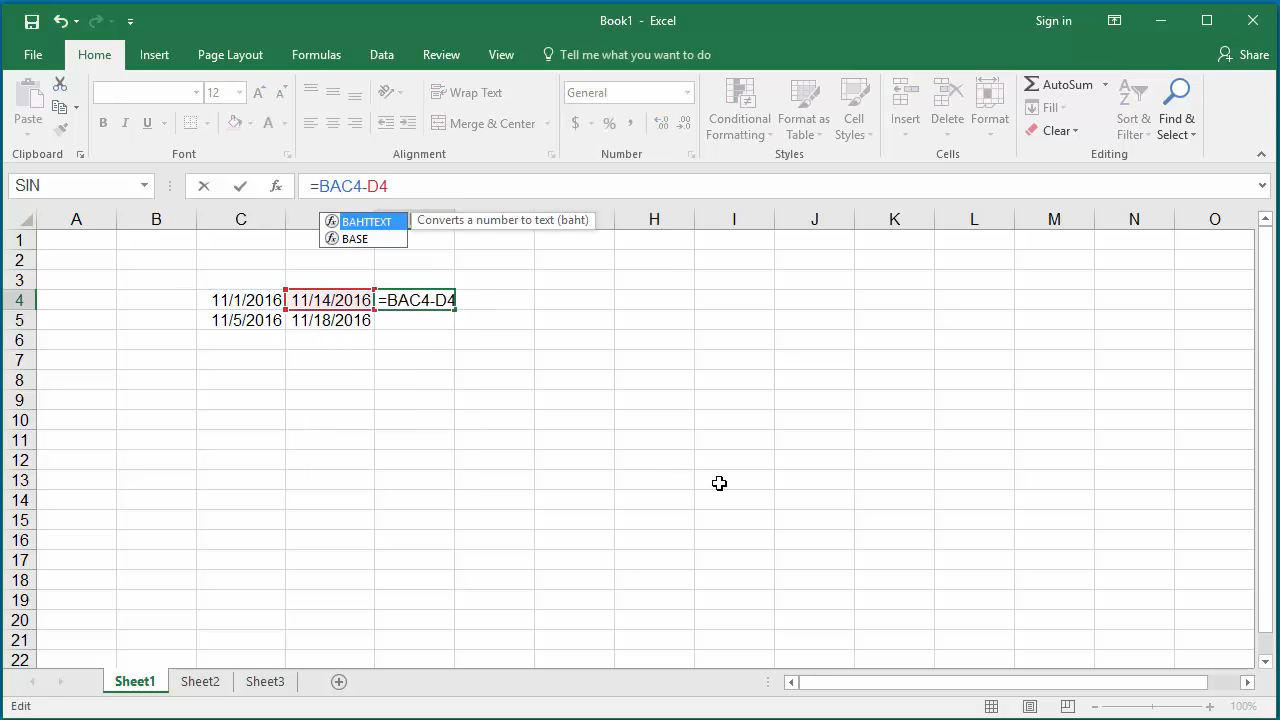 Book1 - Excel
Sign in
File Home Insert Page Layout Formulas Data Review View Tell me what you want to do Share
Paste
12
B I U A
Wrap Text
Merge & Center
General
$ % ,
Conditional Formatting
Format as Table
Cell Styles
Insert
Delete
Format
AutoSum
Fill
Clear
Sort & Filter
Find & Select
Clipboard Font Alignment Number Styles Cells Editing
SIN fx =BAC4-D4
BAHTTEXT Converts a number to text (baht)
BASE
A B C H I J K L M N O
1
2
3
4 11/1/2016 11/14/2016 =BAC4-D4
5 11/5/2016 11/18/2016
6
7
8
9
10
11
12
13
14
15
16
17
18
19
20
21
22
Sheet1 Sheet2 Sheet3
Edit 100%